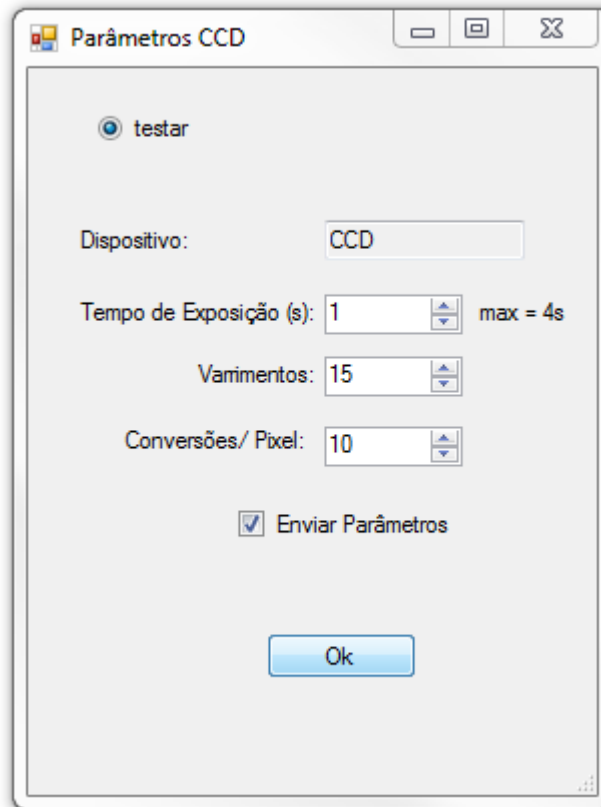 Parâmetros CCD
testar
Dispositivo: CCD
Tempo de Exposição (s): 1 max = 4s
Varrimentos: 15
Conversões/ Pixel: 10
Enviar Parâmetros
Ok